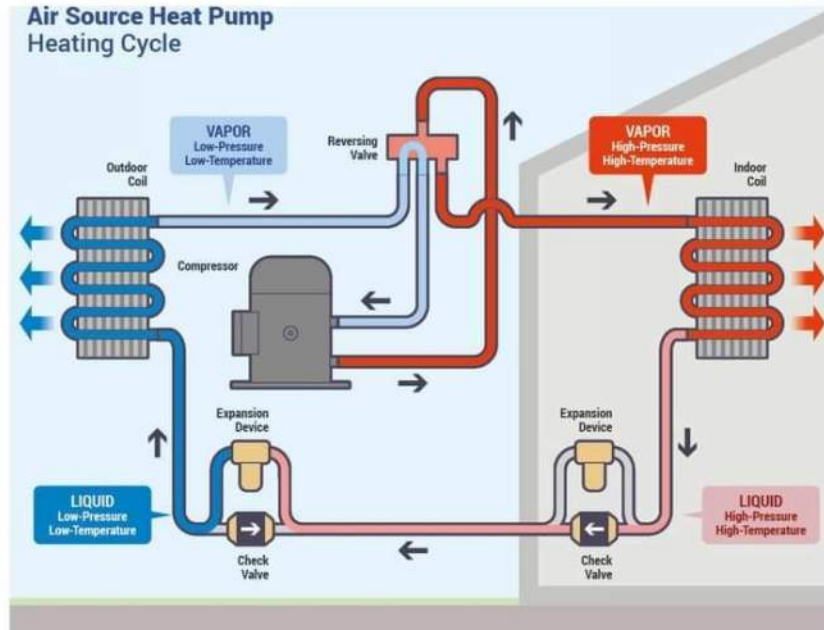 Air Source Heat Pump
Heating Cycle
VAPOR
Low-Pressure
Low-Temperature
Reversing
Valve
VAPOR
High-Pressure
High-Temperature
Outdoor
Coil
Indoor
Coil
Compressor
Expansion
Device
Expansion
Device
LIQUID
Low-Pressure
Low-Temperature
LIQUID
High-Pressure
High-Temperature
Check
Valve
Check
Valve